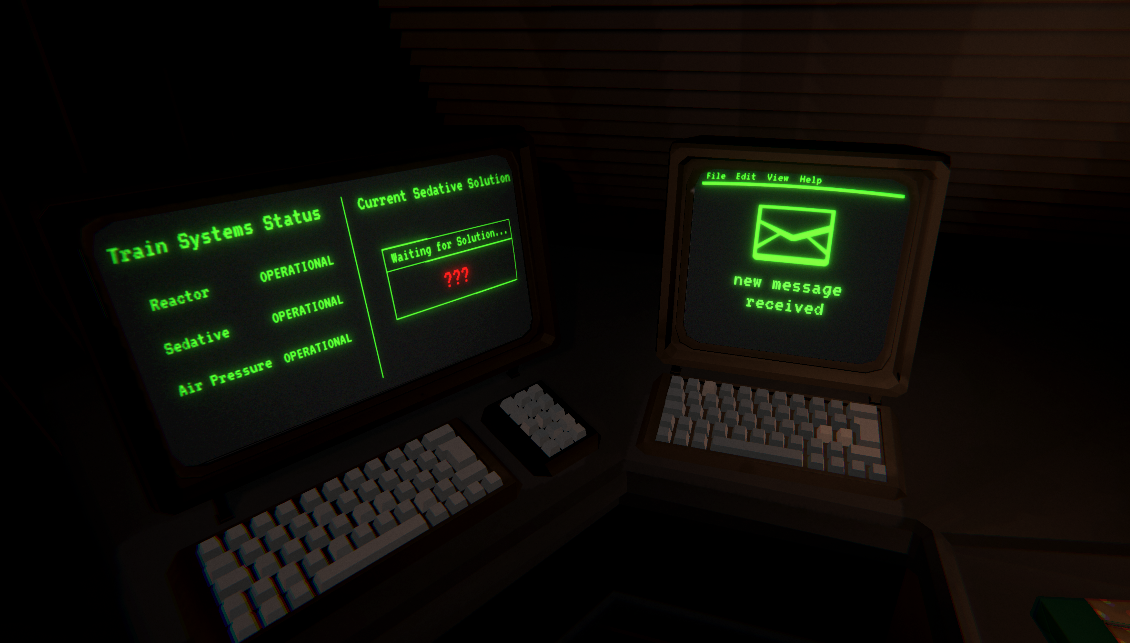 Train Systems Status
Reactor OPERATIONAL
Sedative OPERATIONAL
Air Pressure OPERATIONAL
Current Sedative Solution
Waiting for Solution...
???
File Edit View Help
new message
received